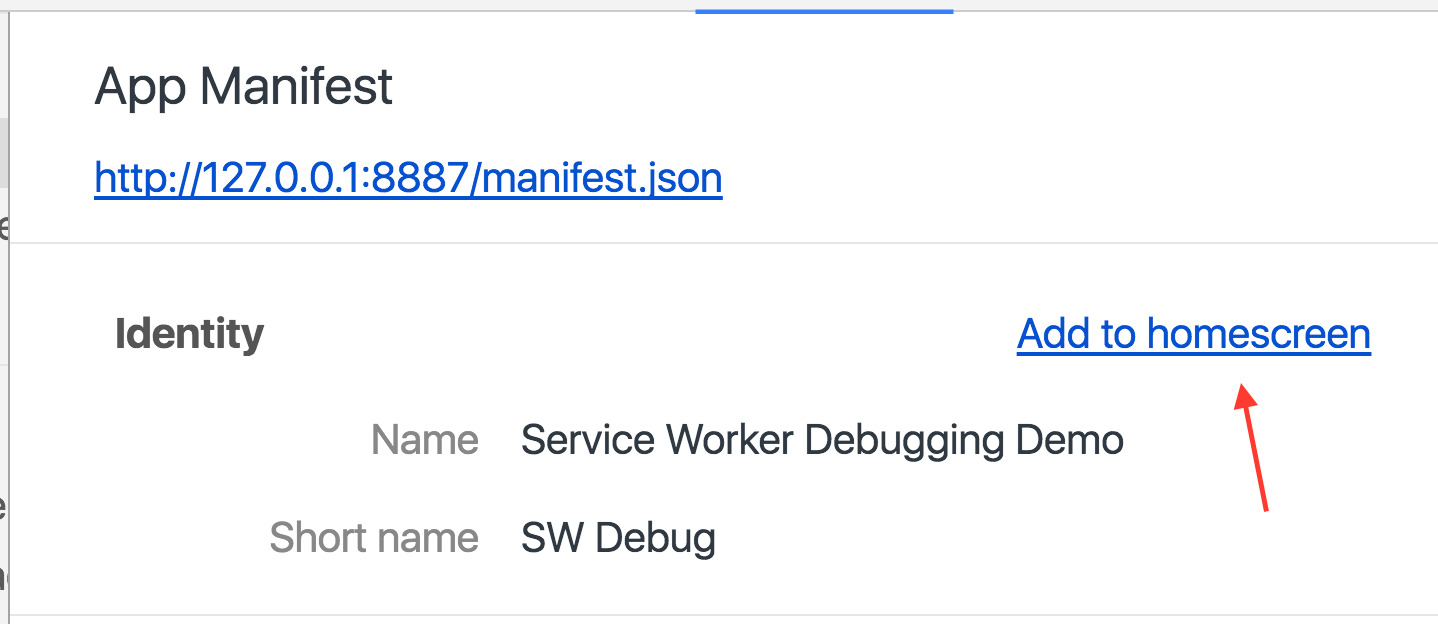 App Manifest
http://127.0.0.1:8887/manifest.json
Identity
Add to homescreen
Name Service Worker Debugging Demo
Short name SW Debug